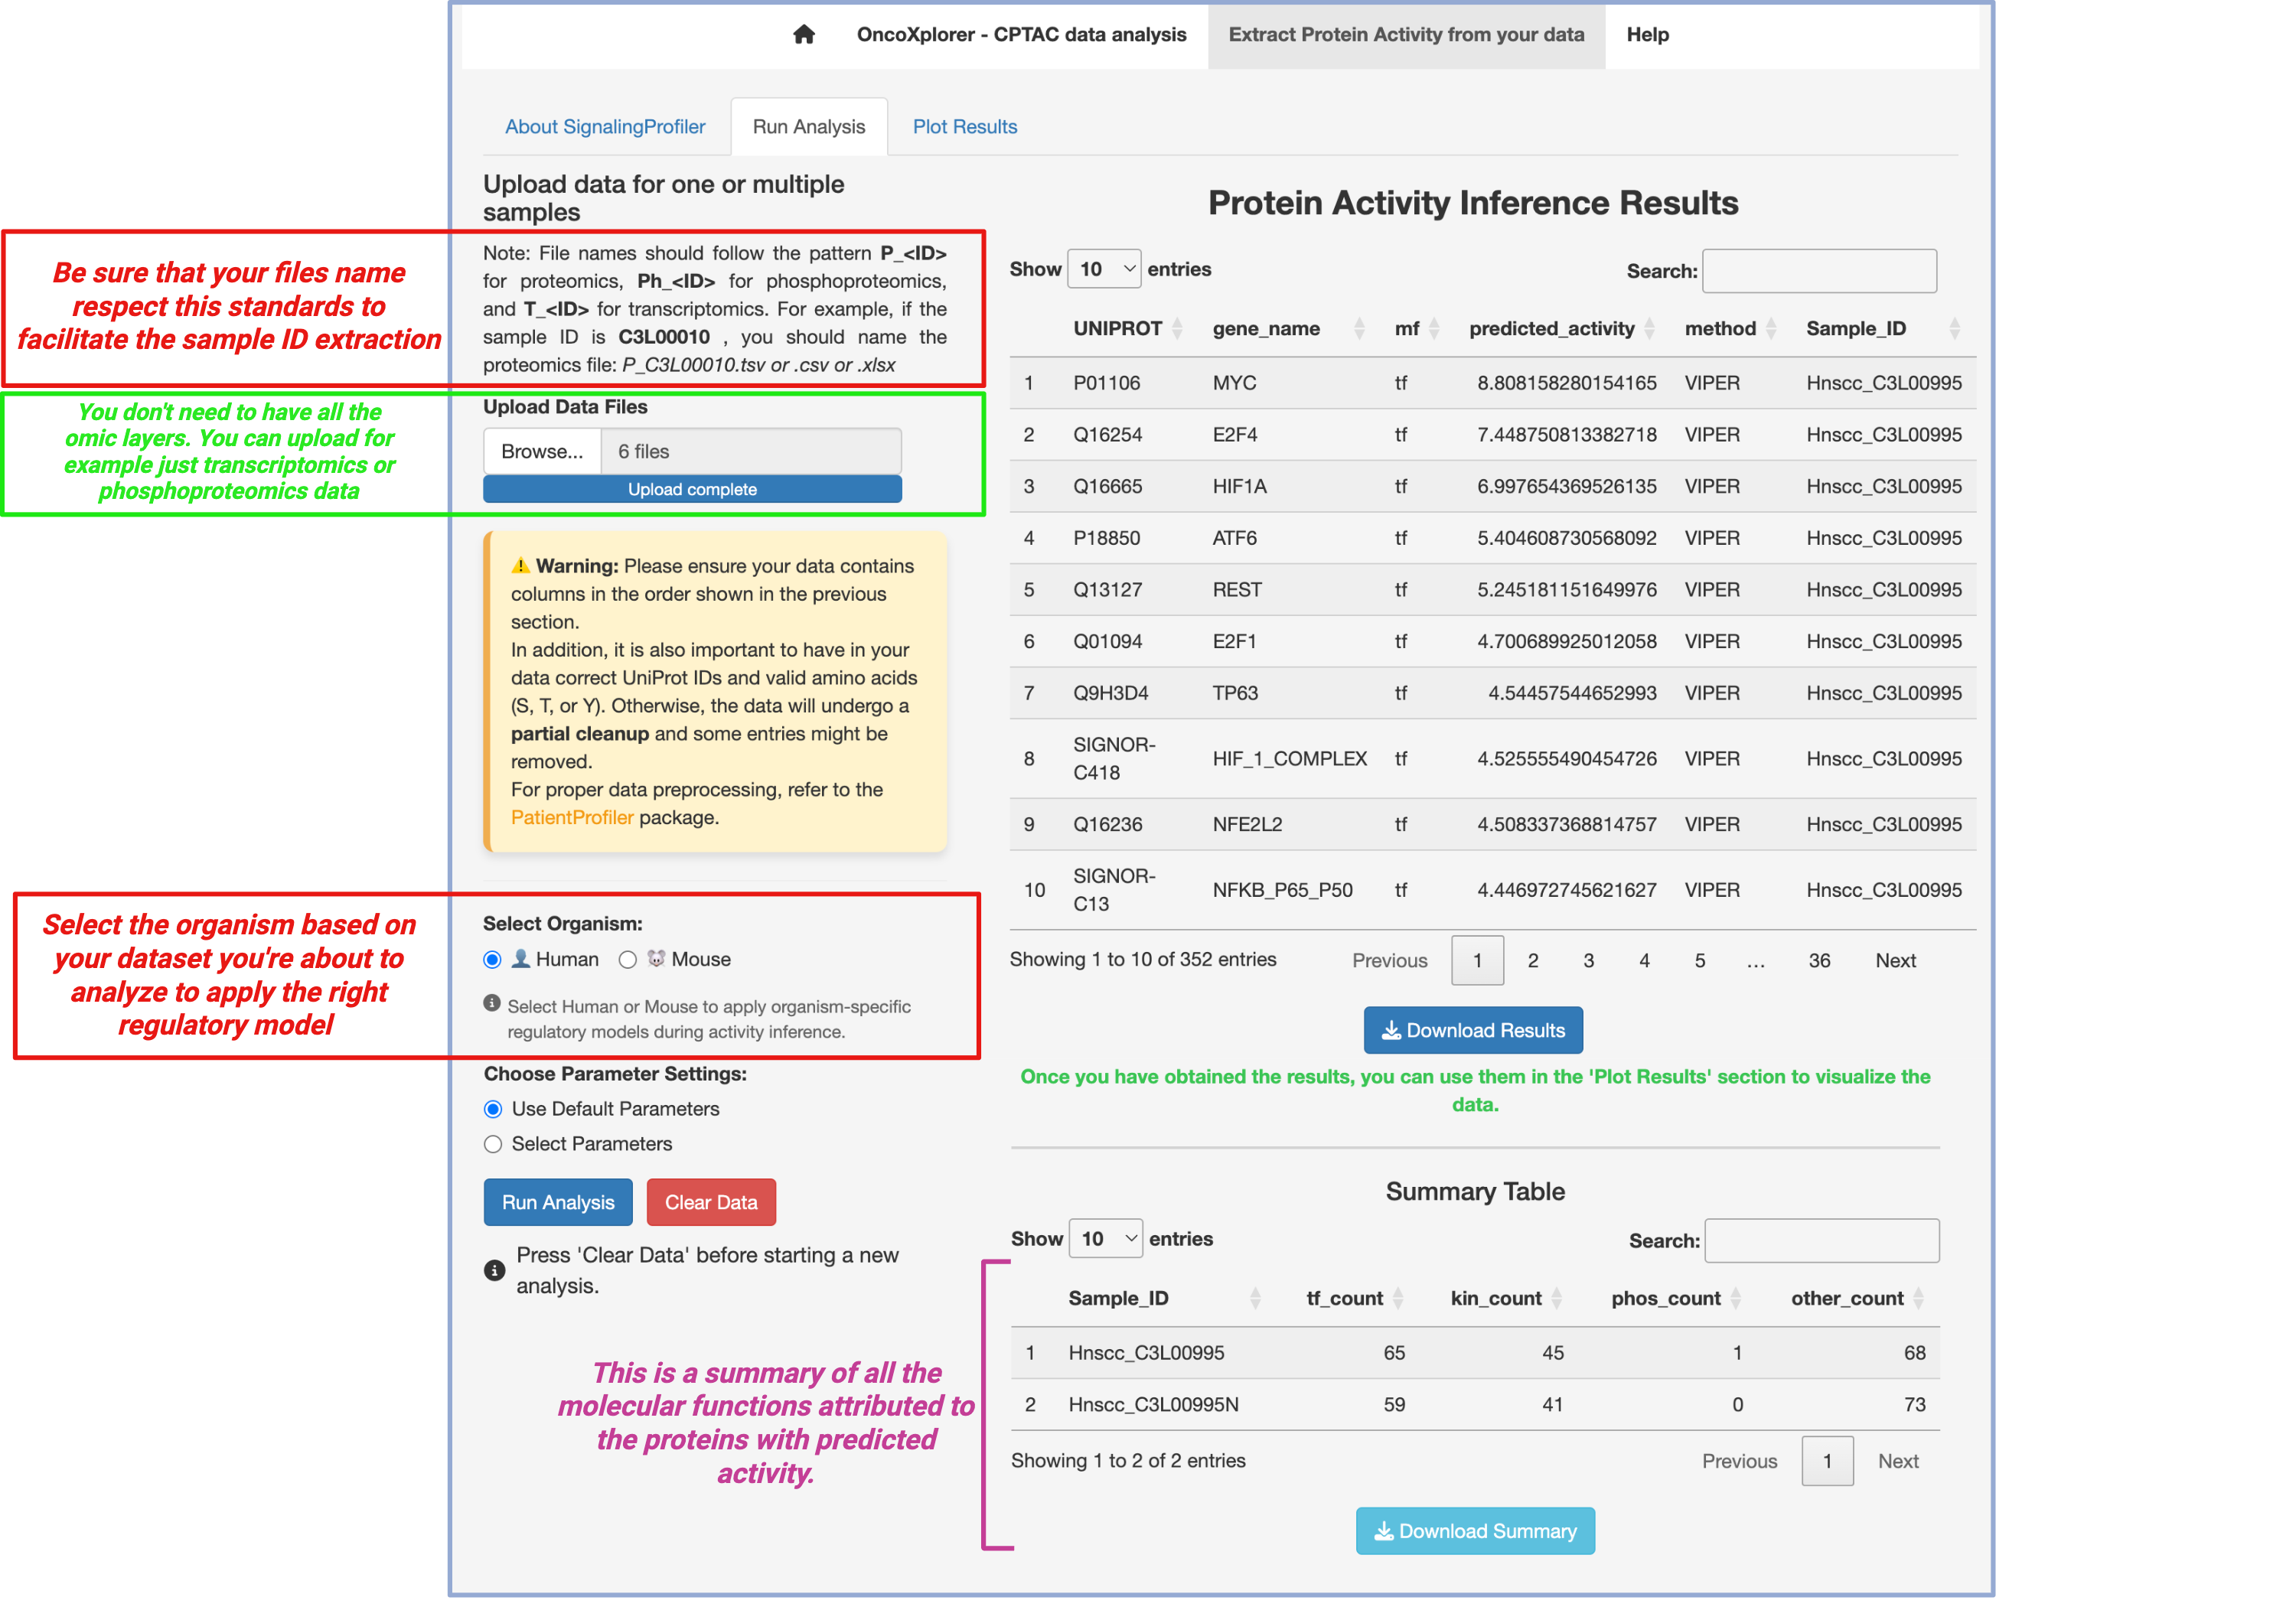 OncoXplorer - CPTAC data analysis
Extract Protein Activity from your data
Help
About SignalingProfiler
Run Analysis
Plot Results
Upload data for one or multiple
samples
Be sure that your files name
respect this standards to
facilitate the sample ID extraction
Note: File names should follow the pattern P_<ID>
for proteomics, Ph_<ID> for phosphoproteomics,
and T_<ID> for transcriptomics. For example, if the
sample ID is C3L00010 , you should name the
proteomics file: P_C3L00010.tsv or .csv or .xlsx
You don't need to have all the
omic layers. You can upload for
example just transcriptomics or
phosphoproteomics data
Upload Data Files
Browse... 6 files
Upload complete
Warning: Please ensure your data contains
columns in the order shown in the previous
section.
In addition, it is also important to have in your
data correct UniProt IDs and valid amino acids
(S, T, or Y). Otherwise, the data will undergo a
partial cleanup and some entries might be
removed.
For proper data preprocessing, refer to the
PatientProfiler package.
Select the organism based on
your dataset you're about to
analyze to apply the right
regulatory model
Select Organism:
Human Mouse
Select Human or Mouse to apply organism-specific
regulatory models during activity inference.
Choose Parameter Settings:
Use Default Parameters
Select Parameters
Run Analysis Clear Data
Press 'Clear Data' before starting a new
analysis.
This is a summary of all the
molecular functions attributed to
the proteins with predicted
activity.
Protein Activity Inference Results
Show 10 entries Search:
UNIPROT gene_name mf predicted_activity method Sample_ID
1 P01106 MYC tf 8.808158280154165 VIPER Hnscc_C3L00995
2 Q16254 E2F4 tf 7.448750813382718 VIPER Hnscc_C3L00995
3 Q16665 HIF1A tf 6.997654369526135 VIPER Hnscc_C3L00995
4 P18850 ATF6 tf 5.404608730568092 VIPER Hnscc_C3L00995
5 Q13127 REST tf 5.245181151649976 VIPER Hnscc_C3L00995
6 Q01094 E2F1 tf 4.700689925012058 VIPER Hnscc_C3L00995
7 Q9H3D4 TP63 tf 4.54457544652993 VIPER Hnscc_C3L00995
8 SIGNOR-
C418 HIF_1_COMPLEX tf 4.525555490454726 VIPER Hnscc_C3L00995
9 Q16236 NFE2L2 tf 4.508337368814757 VIPER Hnscc_C3L00995
10 SIGNOR-
C13 NFKB_P65_P50 tf 4.446972745621627 VIPER Hnscc_C3L00995
Showing 1 to 10 of 352 entries Previous 1 2 3 4 5 ... 36 Next
Download Results
Once you have obtained the results, you can use them in the 'Plot Results' section to visualize the
data.
Summary Table
Show 10 entries Search:
Sample_ID tf_count kin_count phos_count other_count
1 Hnscc_C3L00995 65 45 1 68
2 Hnscc_C3L00995N 59 41 0 73
Showing 1 to 2 of 2 entries Previous 1 Next
Download Summary